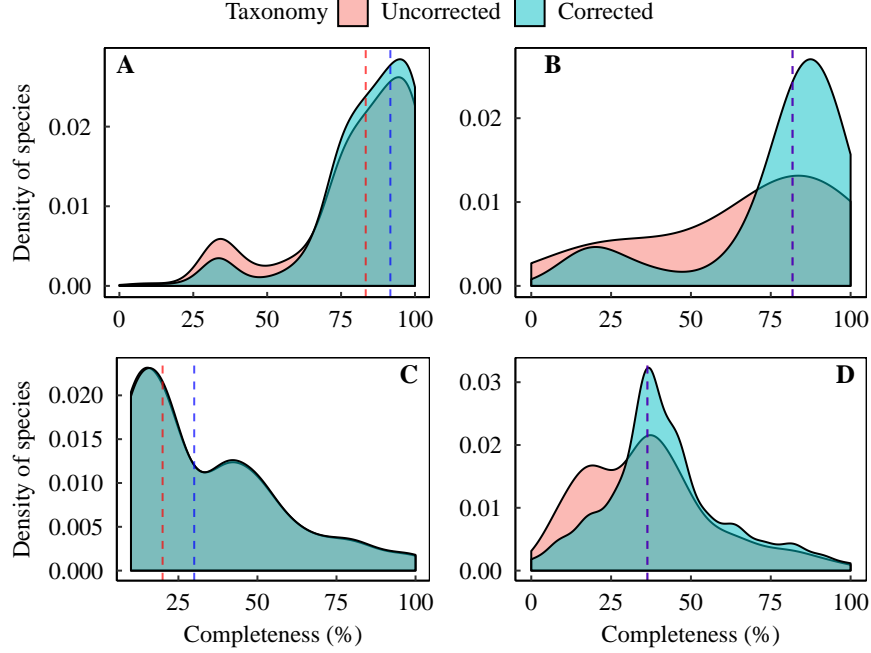 Taxonomy Uncorrected Corrected
A
B
Density of species
0.02
0.01
0.00
0 25 50 75 100
0.03
0.02
0.01
0.00
0 25 50 75 100
C
D
Density of species
0.020
0.015
0.010
0.005
0.000
25 50 75 100
Completeness (%)
0.03
0.02
0.01
0.00
0 25 50 75 100
Completeness (%)